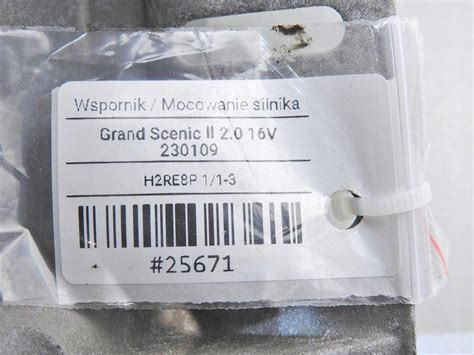 Wspornik / Mocowanie silnika
Grand Scenic II 2.0 16V
230109
H2RE8P 1/1-3
#25671